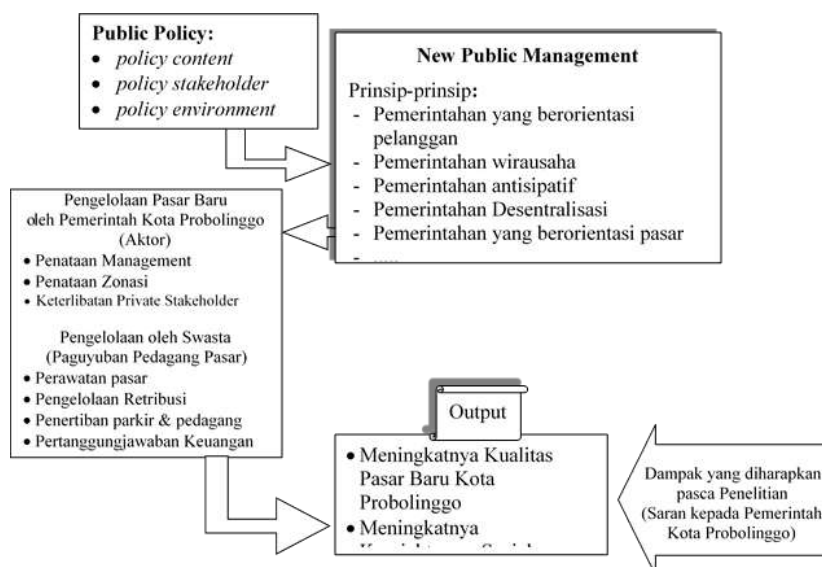 Public Policy:
• policy content
• policy stakeholder
• policy environment
New Public Management
Prinsip-prinsip:
- Pemerintahan yang berorientasi
pelanggan
- Pemerintahan wirausaha
- Pemerintahan antisipatif
- Pemerintahan Desentralisasi
- Pemerintahan yang berorientasi pasar
- .....
Pengelolaan Pasar Baru
oleh Pemerintah Kota Probolinggo
(Aktor)
• Penataan Management
• Penataan Zonasi
• Keterlibatan Private Stakeholder
Pengelolaan oleh Swasta
(Paguyuban Pedagang Pasar)
• Perawatan pasar
• Pengelolaan Retribusi
• Penertiban parkir & pedagang
• Pertanggungjawaban Keuangan
Output
• Meningkatnya Kualitas
Pasar Baru Kota
Probolinggo
• Meningkatnya
Dampak yang diharapkan
pasca Penelitian
(Saran kepada Pemerintah
Kota Probolinggo)